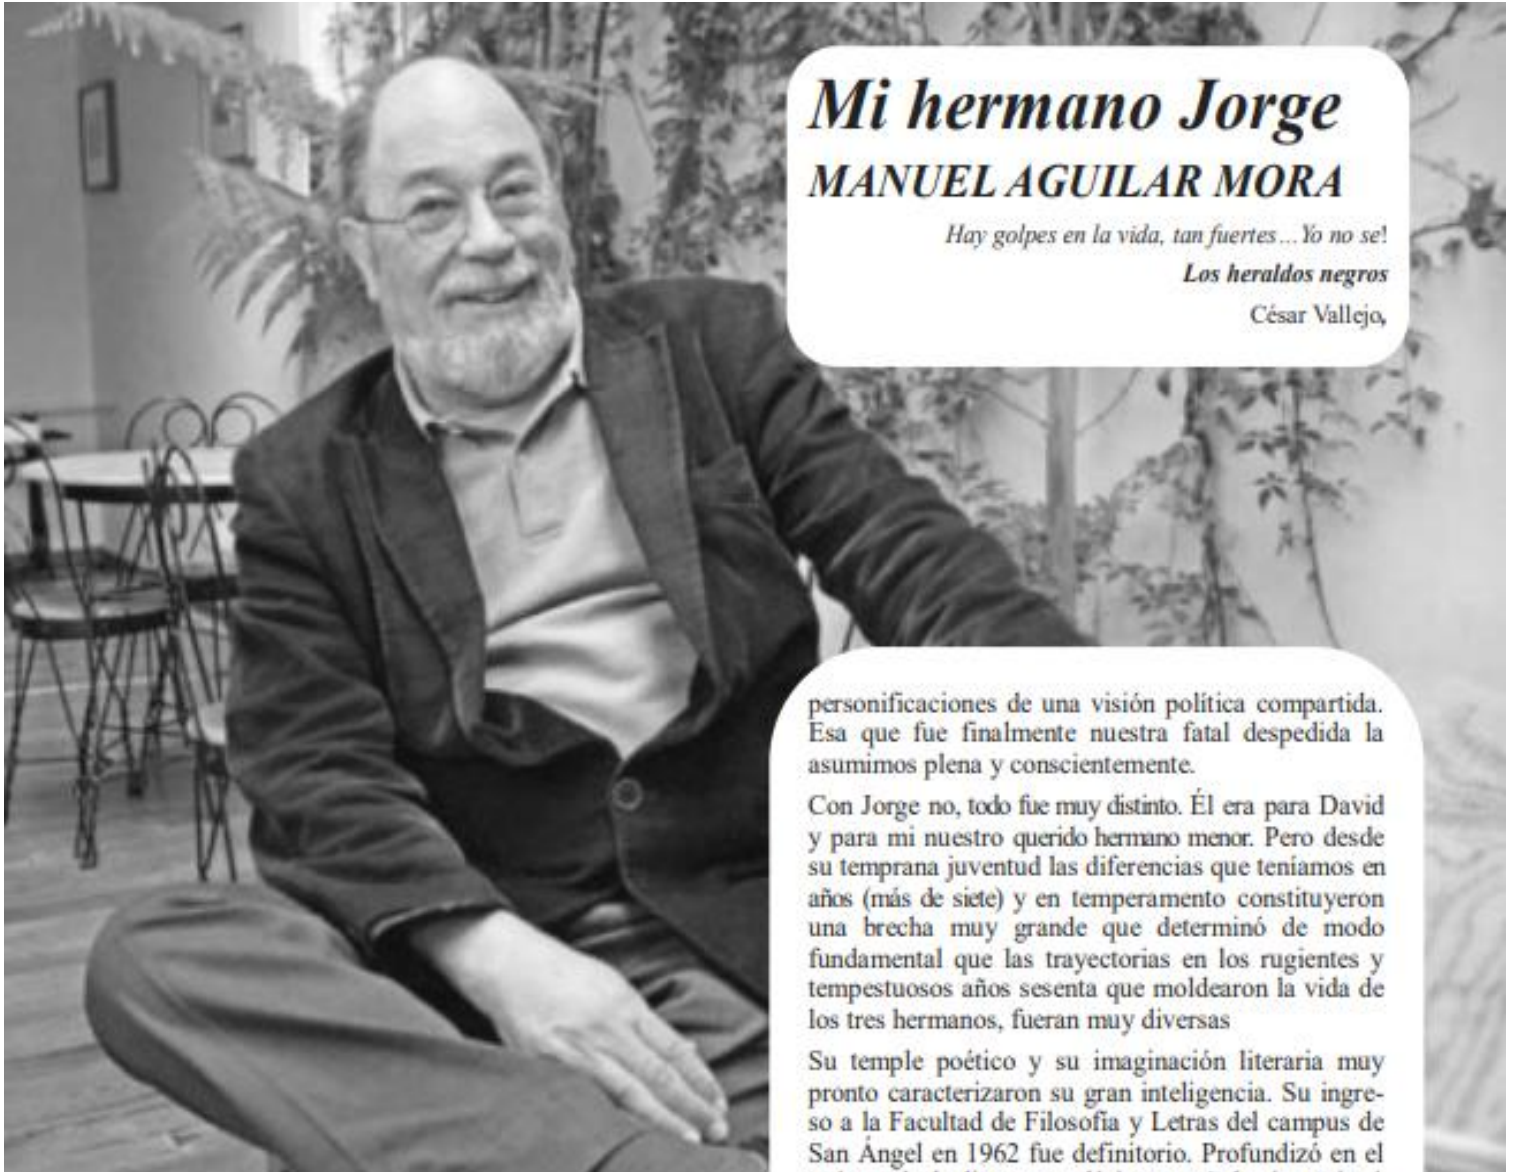 Mi hermano Jorge
MANUEL AGUILAR MORA
Hay golpes en la vida, tan fuertes…Yo no se!
Los heraldos negros
César Vallejo,
personificaciones de una visión política compartida.
Esa que fue finalmente nuestra fatal despedida la
asumimos plena y conscientemente.
Con Jorge no, todo fue muy distinto. Él era para David
y para mi nuestro querido hermano menor. Pero desde
su temprana juventud las diferencias que teníamos en
años (más de siete) y en temperamento constituyeron
una brecha muy grande que determinó de modo
fundamental que las trayectorias en los rugientes y
tempestuosos años sesenta que moldearon la vida de
los tres hermanos, fueran muy diversas
Su temple poético y su imaginación literaria muy
pronto caracterizaron su gran inteligencia. Su ingre-
so a la Facultad de Filosofía y Letras del campus de
San Ángel en 1962 fue definitorio. Profundizó en el